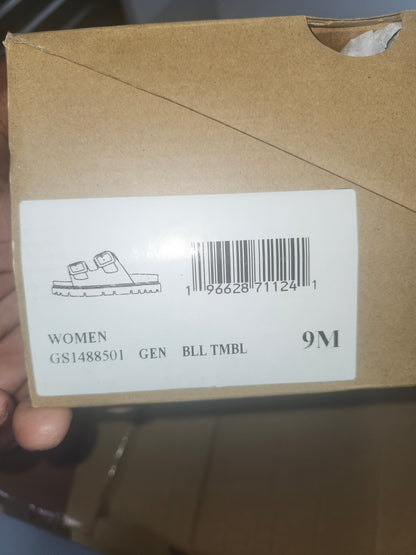 1 96628 71124 1
WOMEN
GS1488501 GEN BLL TMBL 9M